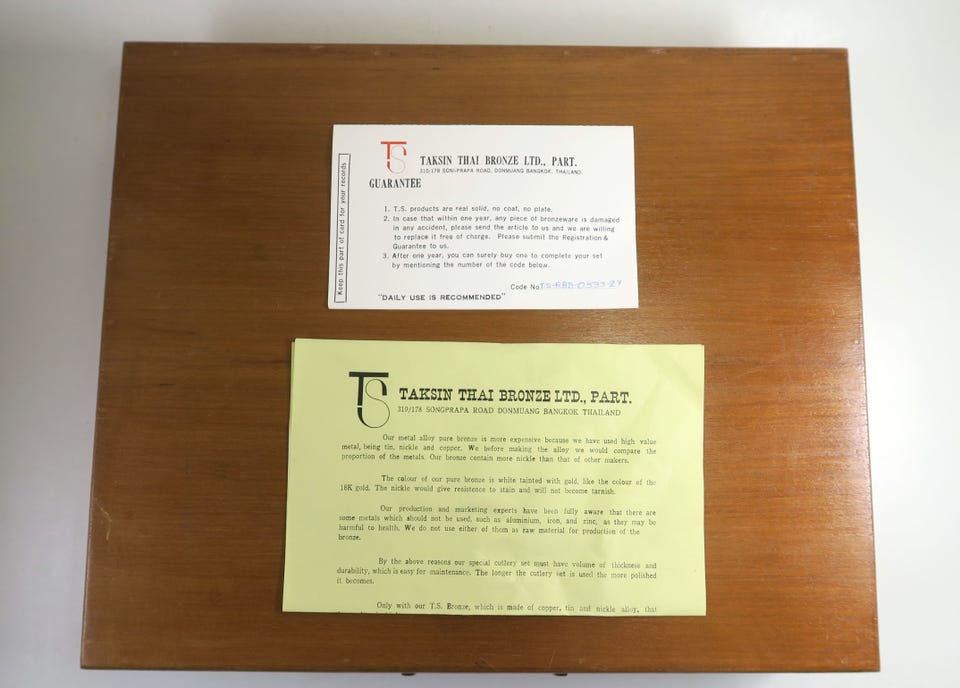 Keep this part of card for your records
TS
TAKSIN THAI BRONZE LTD., PART.
310/178 SONG-PRAPA ROAD, DONMUANG BANGKOK, THAILAND.
GUARANTEE
1. T.S. products are real solid, no coat, no plate.
2. In case that within one year, any piece of bronzeware is damaged
in any accident, please send the article to us and we are willing
to replace it free of charge. Please submit the Registration &
Guarantee to us.
3. After one year, you can surely buy one to complete your set
by mentioning the number of the code below.
Code No.
"DAILY USE IS RECOMMENDED"
TS
TAKSIN THAI BRONZE LTD., PART.
310/178 SONGPRAPA ROAD DONMUANG BANGKOK THAILAND
Our metal alloy pure bronze is more expensive because we have used high value
metal, being tin, nickle and copper. We before making the alloy we would compare the
proportion of the metals. Our bronze contain more nickle than that of other makers.
The colour of our pure bronze is white tainted with gold, like the colour of the
18K gold. The nickle would give resistence to stain and will not become tarnish.
Our production and marketing experts have been fully aware that there are
some metals which should not be used, such as aluminium, iron, and zinc, as they may be
harmful to health. We do not use either of them as raw material for production of the
bronze.
By the above reasons our special cutlery set must have volume of thickness and
durability, which is easy for maintenance. The longer the cutlery set is used the more polished
it becomes.
Only with our T.S. Bronze, which is made of copper, tin and nickle alloy, that